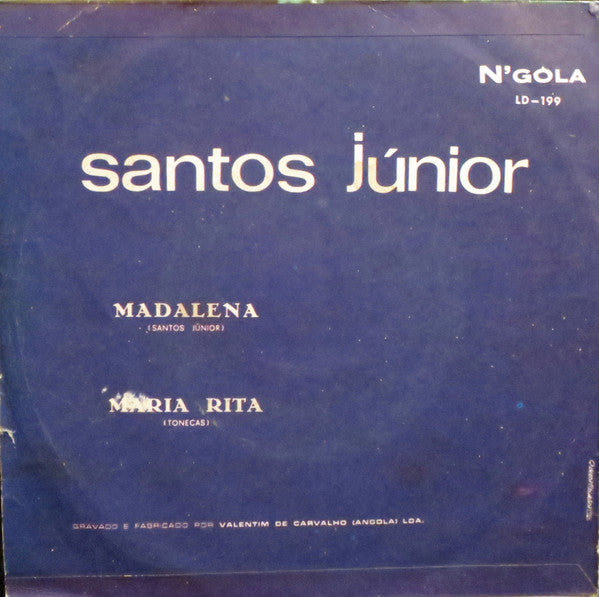 N'GOLA
LD-199
santos júnior
MADALENA
(SANTOS JÚNIOR)
MARIA RITA
(TONECAS)
GRAVADO E FABRICADO POR VALENTIM DE CARVALHO (ANGOLA) LDA.